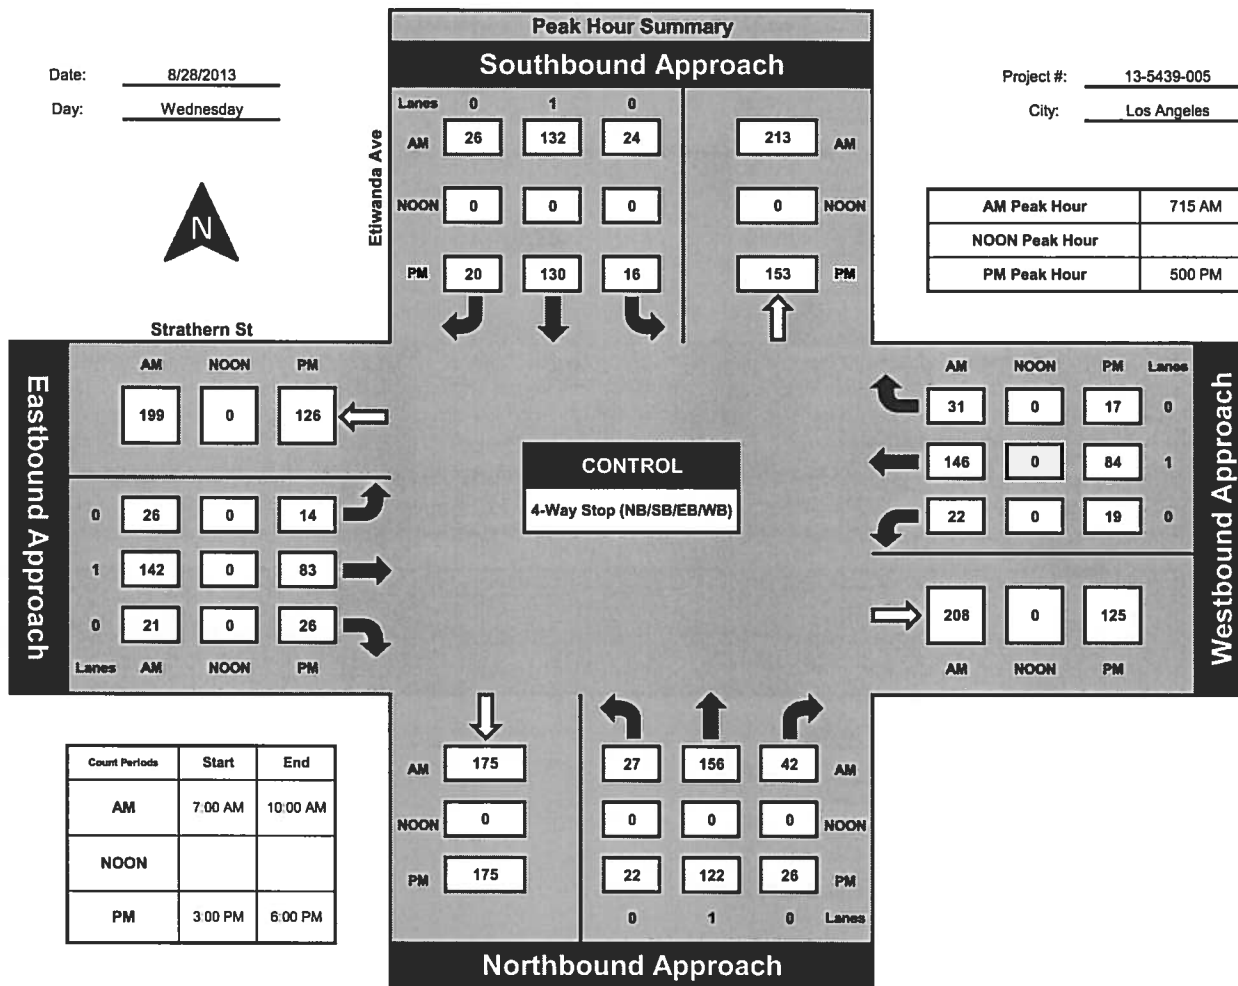 Peak Hour Summary
Southbound Approach
Date: 8/28/2013
Day: Wednesday
Project #: 13-5439-005
City: Los Angeles
N
Etiwanda Ave
Lanes 0 1 0
AM 26 132 24 213 AM
NOON 0 0 0 0 NOON
PM 20 130 16 153 PM
AM Peak Hour 715 AM
NOON Peak Hour
PM Peak Hour 500 PM
Strathern St
Eastbound Approach
AM NOON PM
199 0 126
0 26 0 14
1 142 0 83
0 21 0 26
Lanes AM NOON PM
CONTROL
4-Way Stop (NB/SB/EB/WB)
AM NOON PM Lanes
31 0 17 0
146 0 84 1
22 0 19 0
208 0 125
AM NOON PM
Westbound Approach
Count Periods Start End
AM 7:00 AM 10:00 AM
NOON
PM 3:00 PM 6:00 PM
AM 175 27 156 42 AM
NOON 0 0 0 0 NOON
PM 175 22 122 26 PM
0 1 0 Lanes
Northbound Approach